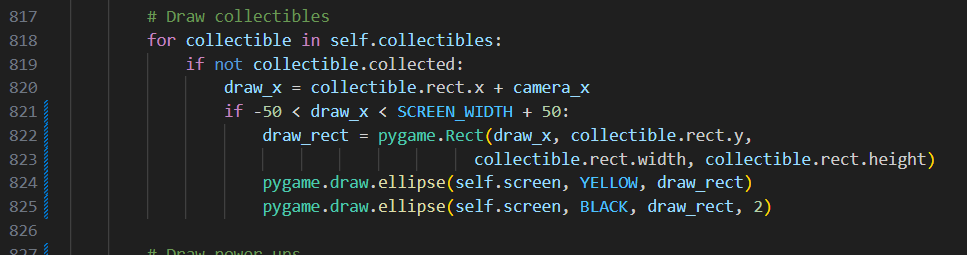 817 # Draw collectibles
818 for collectible in self.collectibles:
819 if not collectible.collected:
820 draw_x = collectible.rect.x + camera_x
821 if -50 < draw_x < SCREEN_WIDTH + 50:
822 draw_rect = pygame.Rect(draw_x, collectible.rect.y,
823 collectible.rect.width, collectible.rect.height)
824 pygame.draw.ellipse(self.screen, YELLOW, draw_rect)
825 pygame.draw.ellipse(self.screen, BLACK, draw_rect, 2)
826
827 # Draw power-ups